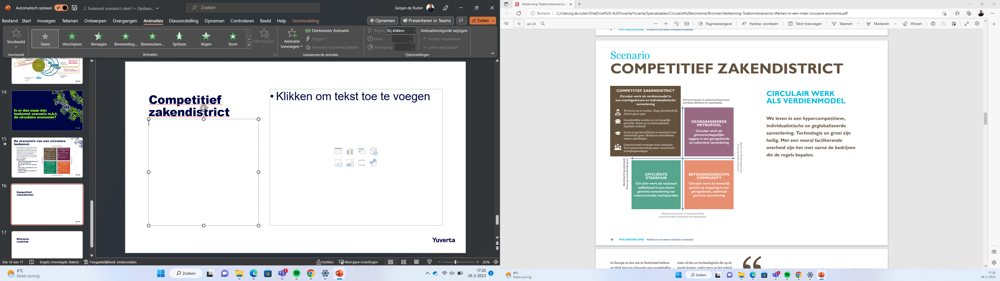 Automatisch opslaan
2. Toekomst scenario's deel I • Opslaan...
Zoeken
Gerjan de Ruiter
Bestand Start Invoegen Tekenen Ontwerpen Overgangen Animaties Diavoorstelling Opnemen Controleren Beeld Help Vormindeling
Opnemen Presenteren in Teams Delen
Voorbeeld
Geen Verschijnen Vervagen Binnenvlieg... Binnenzwev... Splitsen Vegen Vorm
Effectopties
Animatie toevoegen
Deelvenster Animatie
Trigger
Animatie kopiëren/plakken
Begin: Bij klikken
Duur:
Vertraging:
Animatievolgorde wijzigen
Eerder verplaatsen
Later verplaatsen
Voorbeeld Animaties Geavanceerde animatie Tijdsinstellingen
14
Is er dan maar één
toekomst scenario m.b.t.
de circulaire economie?
15
De scenario's van een circulaire
toekomst.
16
Competitief
zakendistrict
17
Efficiënte
stadshub
Competitief
zakendistrict
• Klikken om tekst toe te voegen
Yuverta
Dia 16 van 17 Engels (Verenigde Staten) Toegankelijkheid: onderzoeken
Notities Weergave-instellingen 82%
6°C
Deels zonnig
Zoeken
1
17:26
28-2-2023
2
Verkenning-Toekomstscenarios-
Bestand C:/Users/g.de.ruiter/OneDrive%20-%20Yuverta/Yuverta/Specialisaties/Circulaire%20economie/Bronnen/Verkenning-Toekomstscenarios-Werken-in-een-meer-circulaire-economie.pdf
10 van 24
Paginaweergave Hardop voorlezen Tekst toevoegen Tekenen Markeren Wissen
MVO NEDERLAND Werken in een meer circulaire economie
Scenario
COMPETITIEF ZAKENDISTRICT
COMPETITIEF ZAKENDISTRICT
Circulair werk als verdienmodel in
een marktgedreven en individualistische
samenleving
We leven om te werken. Hoge prestatiedruk,
falen is geen optie
Grondstoffen worden zo veel mogelijk
gebruikt, benut en via internationale
logistiek verdeeld
Leven Lang Ontwikkelen is essentieel voor
individuele groei. Bedrijven ontwikkelen
samen opleidingen.
Concurrerend vermogen door innovatie.
Veel ondernemerschap maar vooral korte-
termijnoplossingen
Veel vertrouwen en samenwerking tussen
overheid, bedrijven en organisaties
GEORGANISEERDE
METROPOOL
Circulair werk als
gemeenschappelijke
opgave in een gereguleerde
en collectieve samenleving
Marktwerking dominant
Focus op economische groei
Sterke overheidsregulering
Focus op brede welvaart
EFFICIËNTE
STADSHUB
Circulair werk als nationaal
zelfbehoud in een intern
gerichte samenleving van
concurrerende marktpartijen
BETEKENISGERICHTE
COMMUNITY
Circulair werk als levenstijl
gericht op zingeving in een
gereguleerde, nationaal
gerichte samenleving
Weinig vertrouwen en samenwerking
tussen overheid, bedrijven en organisaties
CIRCULAIR WERK
ALS VERDIENMODEL
We leven in een hypercompetitieve,
individualistische en geglobaliseerde
samenleving. Technologie en groei zijn
heilig. Met een vooral faciliterende
overheid zijn het met name de bedrijven
die de regels bepalen.
10 MVO NEDERLAND Werken in een meer circulaire economie
In Europa en dus ook in Nederland hebben
we flink last van schaarste aan grondstoffen
state-of-the-art technologieën die op de
markt komen, onder meer op het gebied
6°C
Deels zonnig
Zoeken
1
17:26
28-2-2023